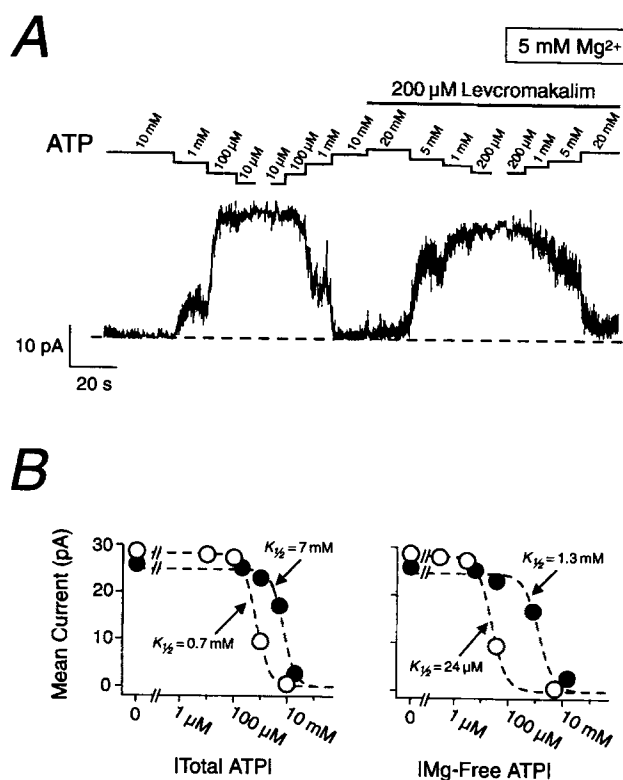 A
5 mM Mg²⁺
200 µM Levcromakalim
ATP
10 mM 1 mM 100 µM 10 µM 10 µM 100 µM 1 mM 10 mM 20 mM 5 mM 1 mM 200 µM 200 µM 1 mM 5 mM 20 mM
10 pA
20 s
B
Mean Current (pA)
30
20
10
0
K½ = 7 mM
K½ = 0.7 mM
0 1 µM 100 µM 10 mM
|Total ATP|
K½ = 1.3 mM
K½ = 24 µM
0 1 µM 100 µM 10 mM
|Mg-Free ATP|